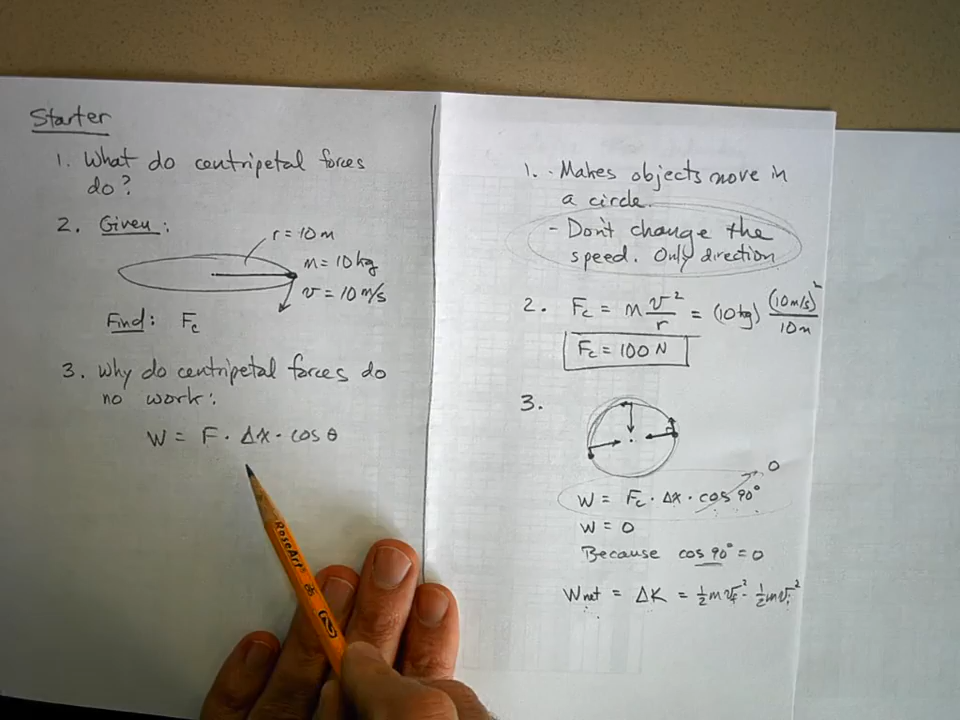 Starter
1. What do centripetal forces
do?
2. Given:
r = 10 m
m = 10 kg
v = 10 m/s
Find: Fc
3. Why do centripetal forces do
no work:
W = F · Δx · cos θ
1. - Makes objects move in
a circle.
- Don't change the
speed. Only direction
2. Fc = m v²/r = (10 kg) (10 m/s)²/10 m
Fc = 100 N
3.
W = Fc · Δx · cos 90° 0
W = 0
Because cos 90° = 0
Wnet = ΔK = ½mvf² - ½mvi²
RoseArt
2